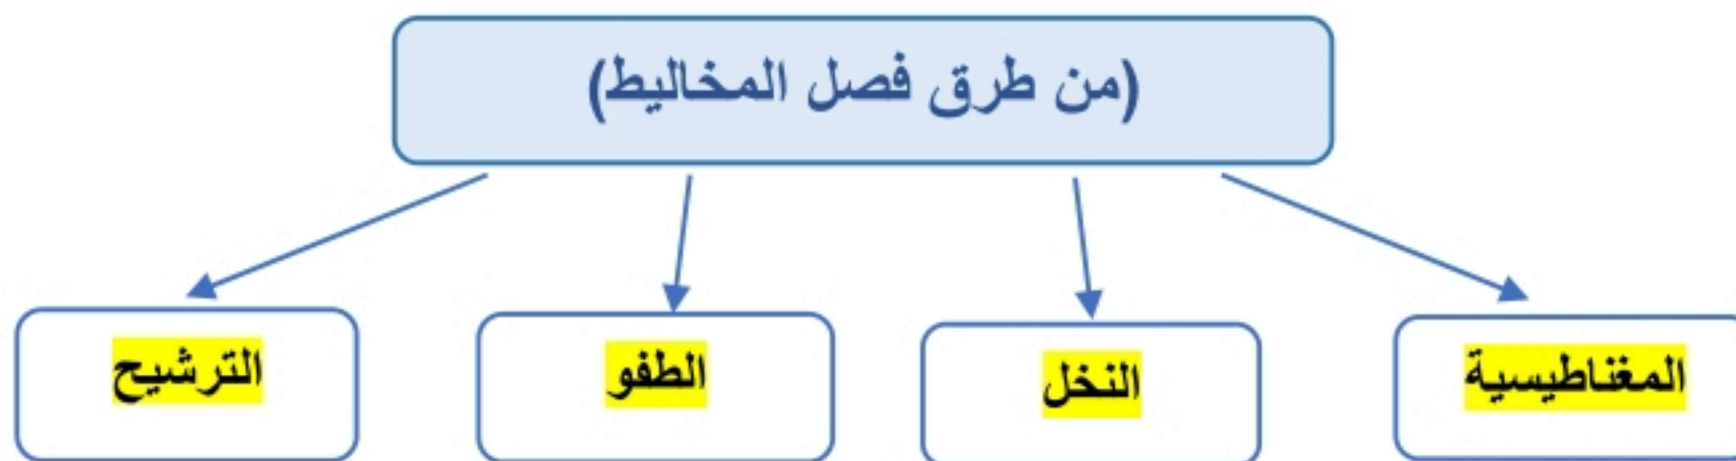 (من طرق فصل المخاليط)
المغناطيسية
النخل
الطفو
الترشيح